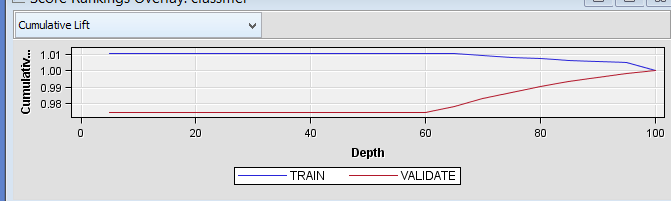 Score Rankings Overlay: classifier
Cumulative Lift
Cumulativ...
1.01
1.00
0.99
0.98
0 20 40 60 80 100
Depth
TRAIN VALIDATE